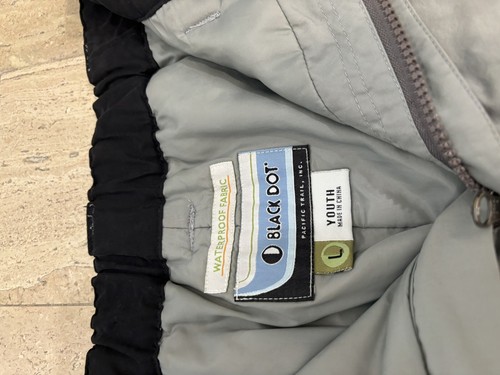 WATERPROOF FABRIC
BLACK DOT
PACIFIC TRAIL, INC.
YOUTH
MADE IN CHINA
L